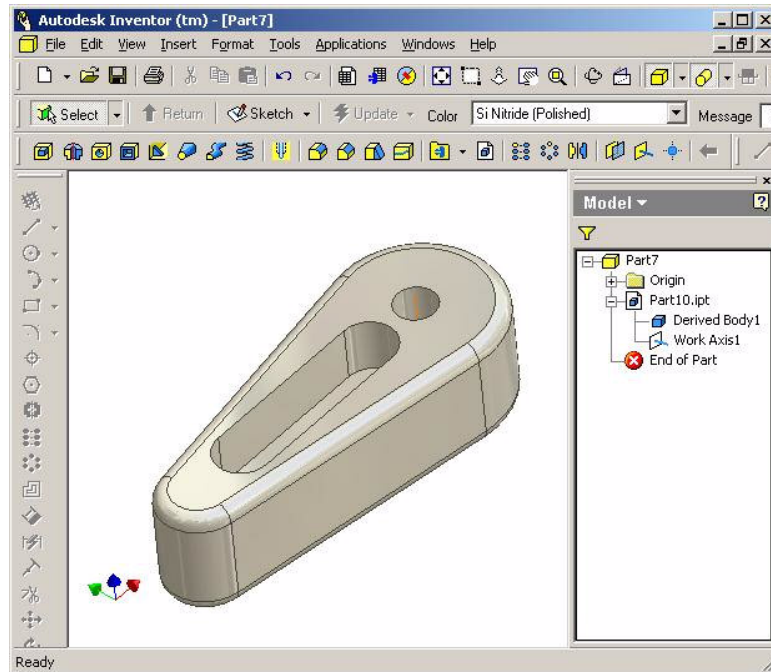 Autodesk Inventor (tm) - [Part7]
File Edit View Insert Format Tools Applications Windows Help
Select Return Sketch Update Color Si Nitride (Polished) Message
Model
Part7
Origin
Part10.ipt
Derived Body1
Work Axis1
End of Part
Ready